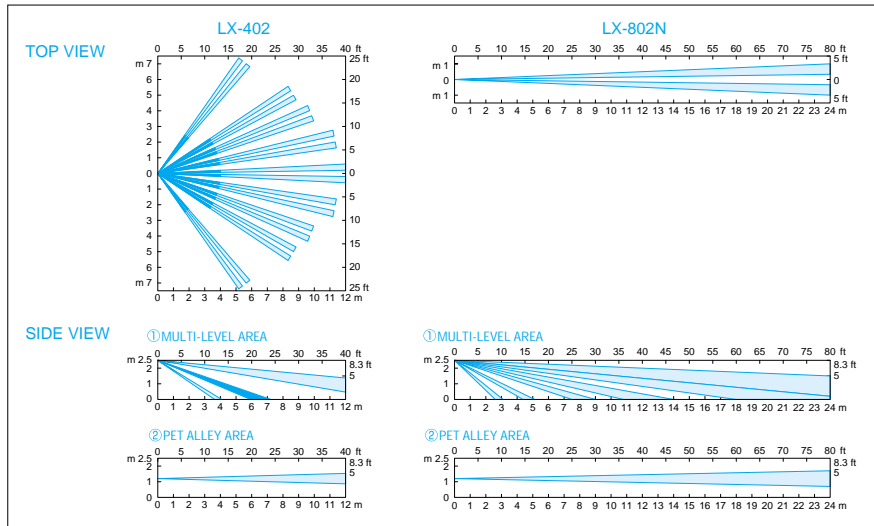 LX-402
LX-802N
TOP VIEW
0 5 10 13 20 25 30 35 40 ft
m 7 6 5 4 3 2 1 0 1 2 3 4 5 6 m 7
25 ft 20 15 10 5 0 5 10 15 20 25 ft
0 1 2 3 4 5 6 7 8 9 10 11 12 m
0 5 10 15 20 25 30 35 40 45 50 55 60 65 70 75 80 ft
m 1 0 m 1
5 ft 0 5 ft
0 1 2 3 4 5 6 7 8 9 10 11 12 13 14 15 16 17 18 19 20 21 22 23 24 m
SIDE VIEW
①MULTI-LEVEL AREA
0 5 10 13 20 25 30 35 40 ft
m 2.5 2 1 0
8.3 ft 5
0 1 2 3 4 5 6 7 8 9 10 11 12 m
①MULTI-LEVEL AREA
0 5 10 15 20 25 30 35 40 45 50 55 60 65 70 75 80 ft
m 2.5 2 1 0
8.3 ft 5
0 1 2 3 4 5 6 7 8 9 10 11 12 13 14 15 16 17 18 19 20 21 22 23 24 m
②PET ALLEY AREA
0 5 10 13 20 25 30 35 40 ft
m 2.5 2 1 0
8.3 ft 5
0 1 2 3 4 5 6 7 8 9 10 11 12 m
②PET ALLEY AREA
0 5 10 15 20 25 30 35 40 45 50 55 60 65 70 75 80 ft
m 2.5 2 1 0
8.3 ft 5
0 1 2 3 4 5 6 7 8 9 10 11 12 13 14 15 16 17 18 19 20 21 22 23 24 m